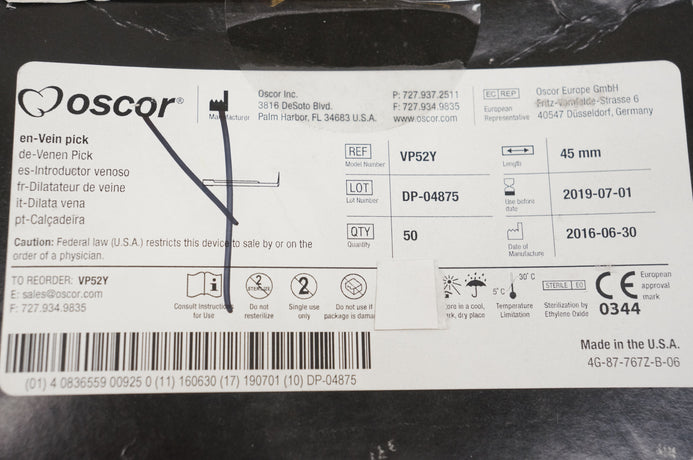 oscor®
Manufacturer
Oscor Inc.
3816 DeSoto Blvd.
Palm Harbor, FL 34683 U.S.A.
P: 727.937.2511
F: 727.934.9835
www.oscor.com
EC REP
European
Representative
Oscor Europe GmbH
40547 Düsseldorf, Germany
en-Vein pick
de-Venen Pick
es-Introductor venoso
fr-Dilatateur de veine
it-Dilata vena
pt-Calçadeira
Caution: Federal law (U.S.A.) restricts this device to sale by or on the
order of a physician.
REF
Model Number
VP52Y
Length
45 mm
LOT
Lot Number
DP-04875
Use before
date
2019-07-01
QTY
Quantity
50
Date of
Manufacture
2016-06-30
TO REORDER: VP52Y
E: sales@oscor.com
F: 727.934.9835
Consult Instructions
for Use
2
STERILIZE
Do not
resterilize
2
Single use
only
Do not use if
package is
in a cool,
dry place
5˚C
30˚C
Temperature
Limitation
STERILE EO
Sterilization by
Ethylene Oxide
CE
0344
European
approval
mark
(01) 4 0836559 00925 0 (11) 160630 (17) 190701 (10) DP-04875
Made in the U.S.A.
4G-87-767Z-B-06